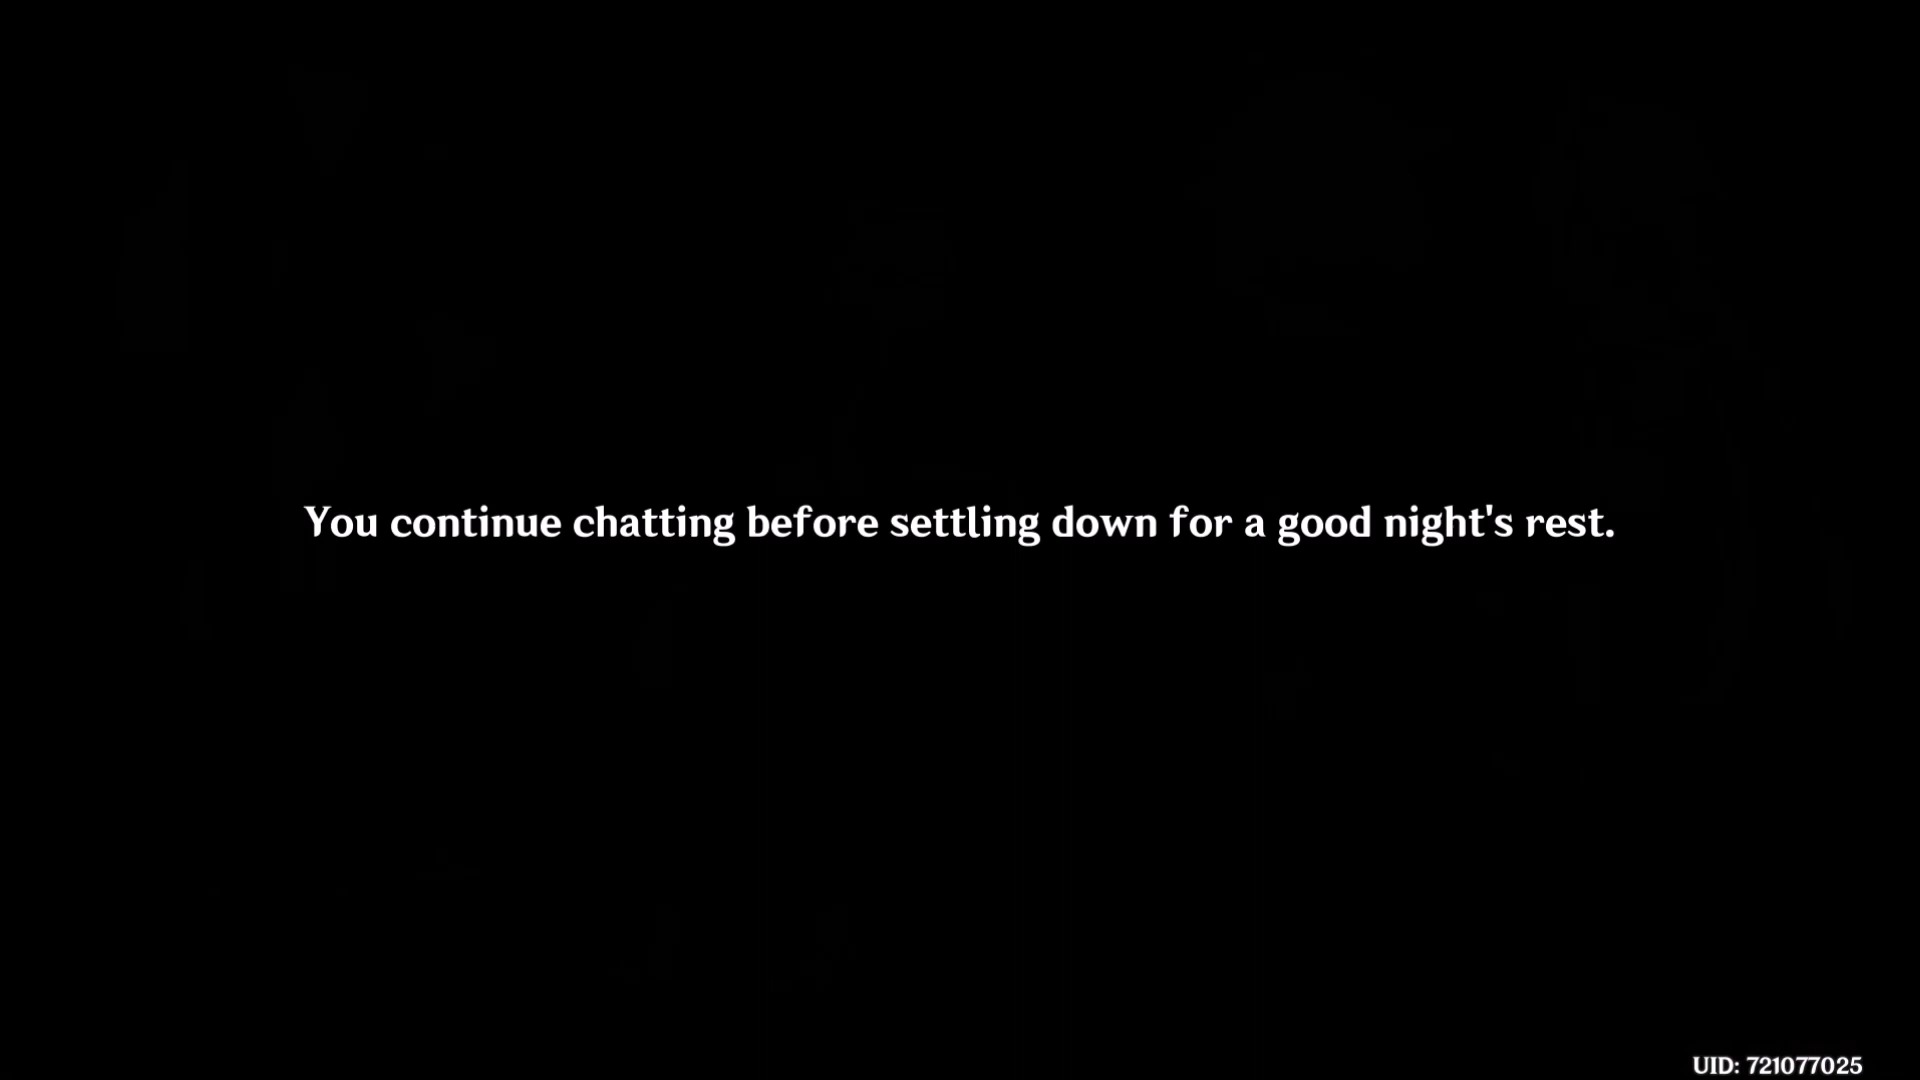 You continue chatting before settling down for a good night's rest.
UID: 721077025